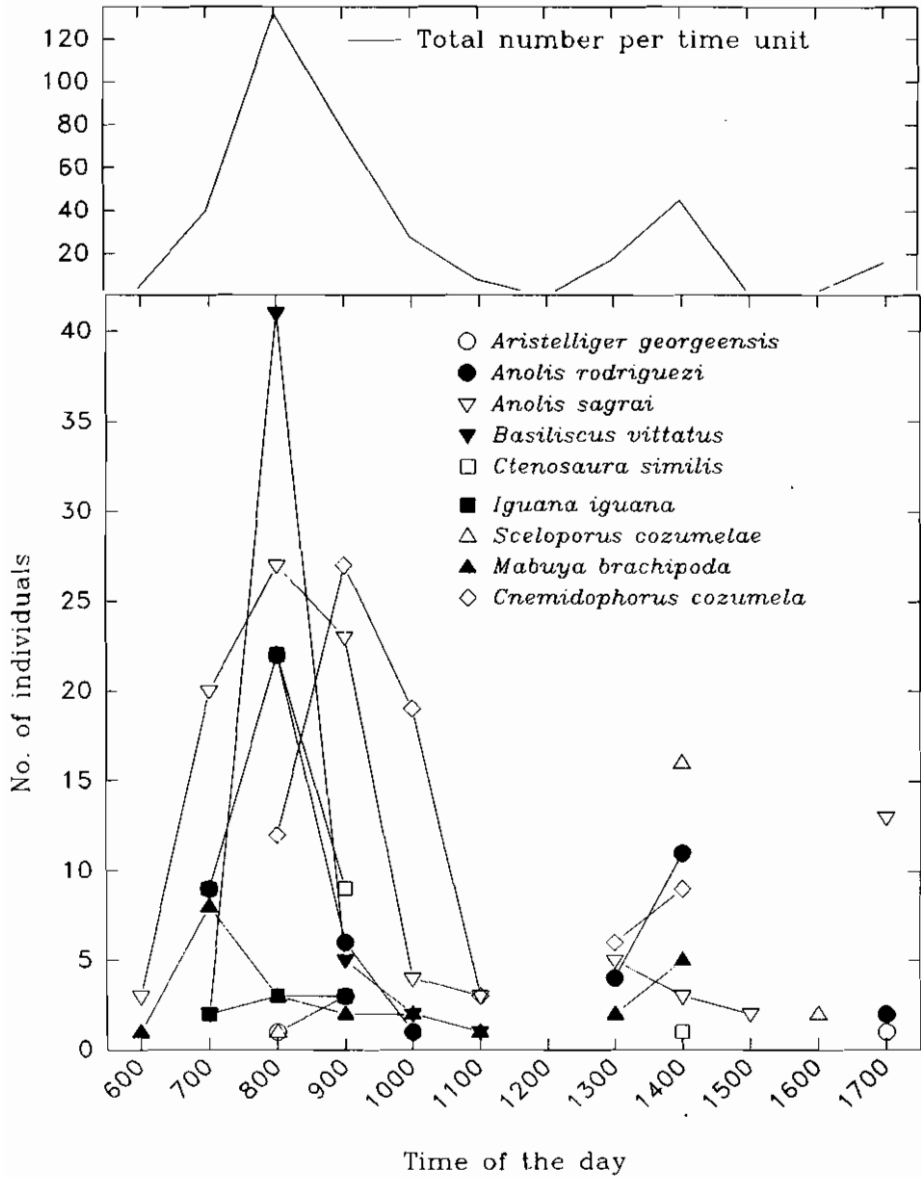 120
100
80
60
40
20
Total number per time unit
40
35
30
25
20
15
10
5
0
No. of individuals
Aristelliger georgeensis
Anolis rodriguezi
Anolis sagrai
Basiliscus vittatus
Ctenosaura similis
Iguana iguana
Sceloporus cozumelae
Mabuya brachipoda
Cnemidophorus cozumela
600
700
800
900
1000
1100
1200
1300
1400
1500
1600
1700
Time of the day